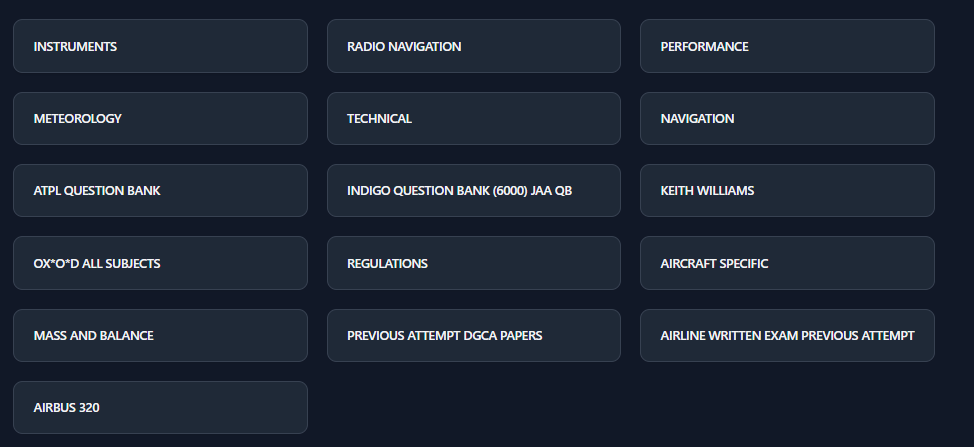 INSTRUMENTS
RADIO NAVIGATION
PERFORMANCE
METEOROLOGY
TECHNICAL
NAVIGATION
ATPL QUESTION BANK
INDIGO QUESTION BANK (6000) JAA QB
KEITH WILLIAMS
OX*O*D ALL SUBJECTS
REGULATIONS
AIRCRAFT SPECIFIC
MASS AND BALANCE
PREVIOUS ATTEMPT DGCA PAPERS
AIRLINE WRITTEN EXAM PREVIOUS ATTEMPT
AIRBUS 320